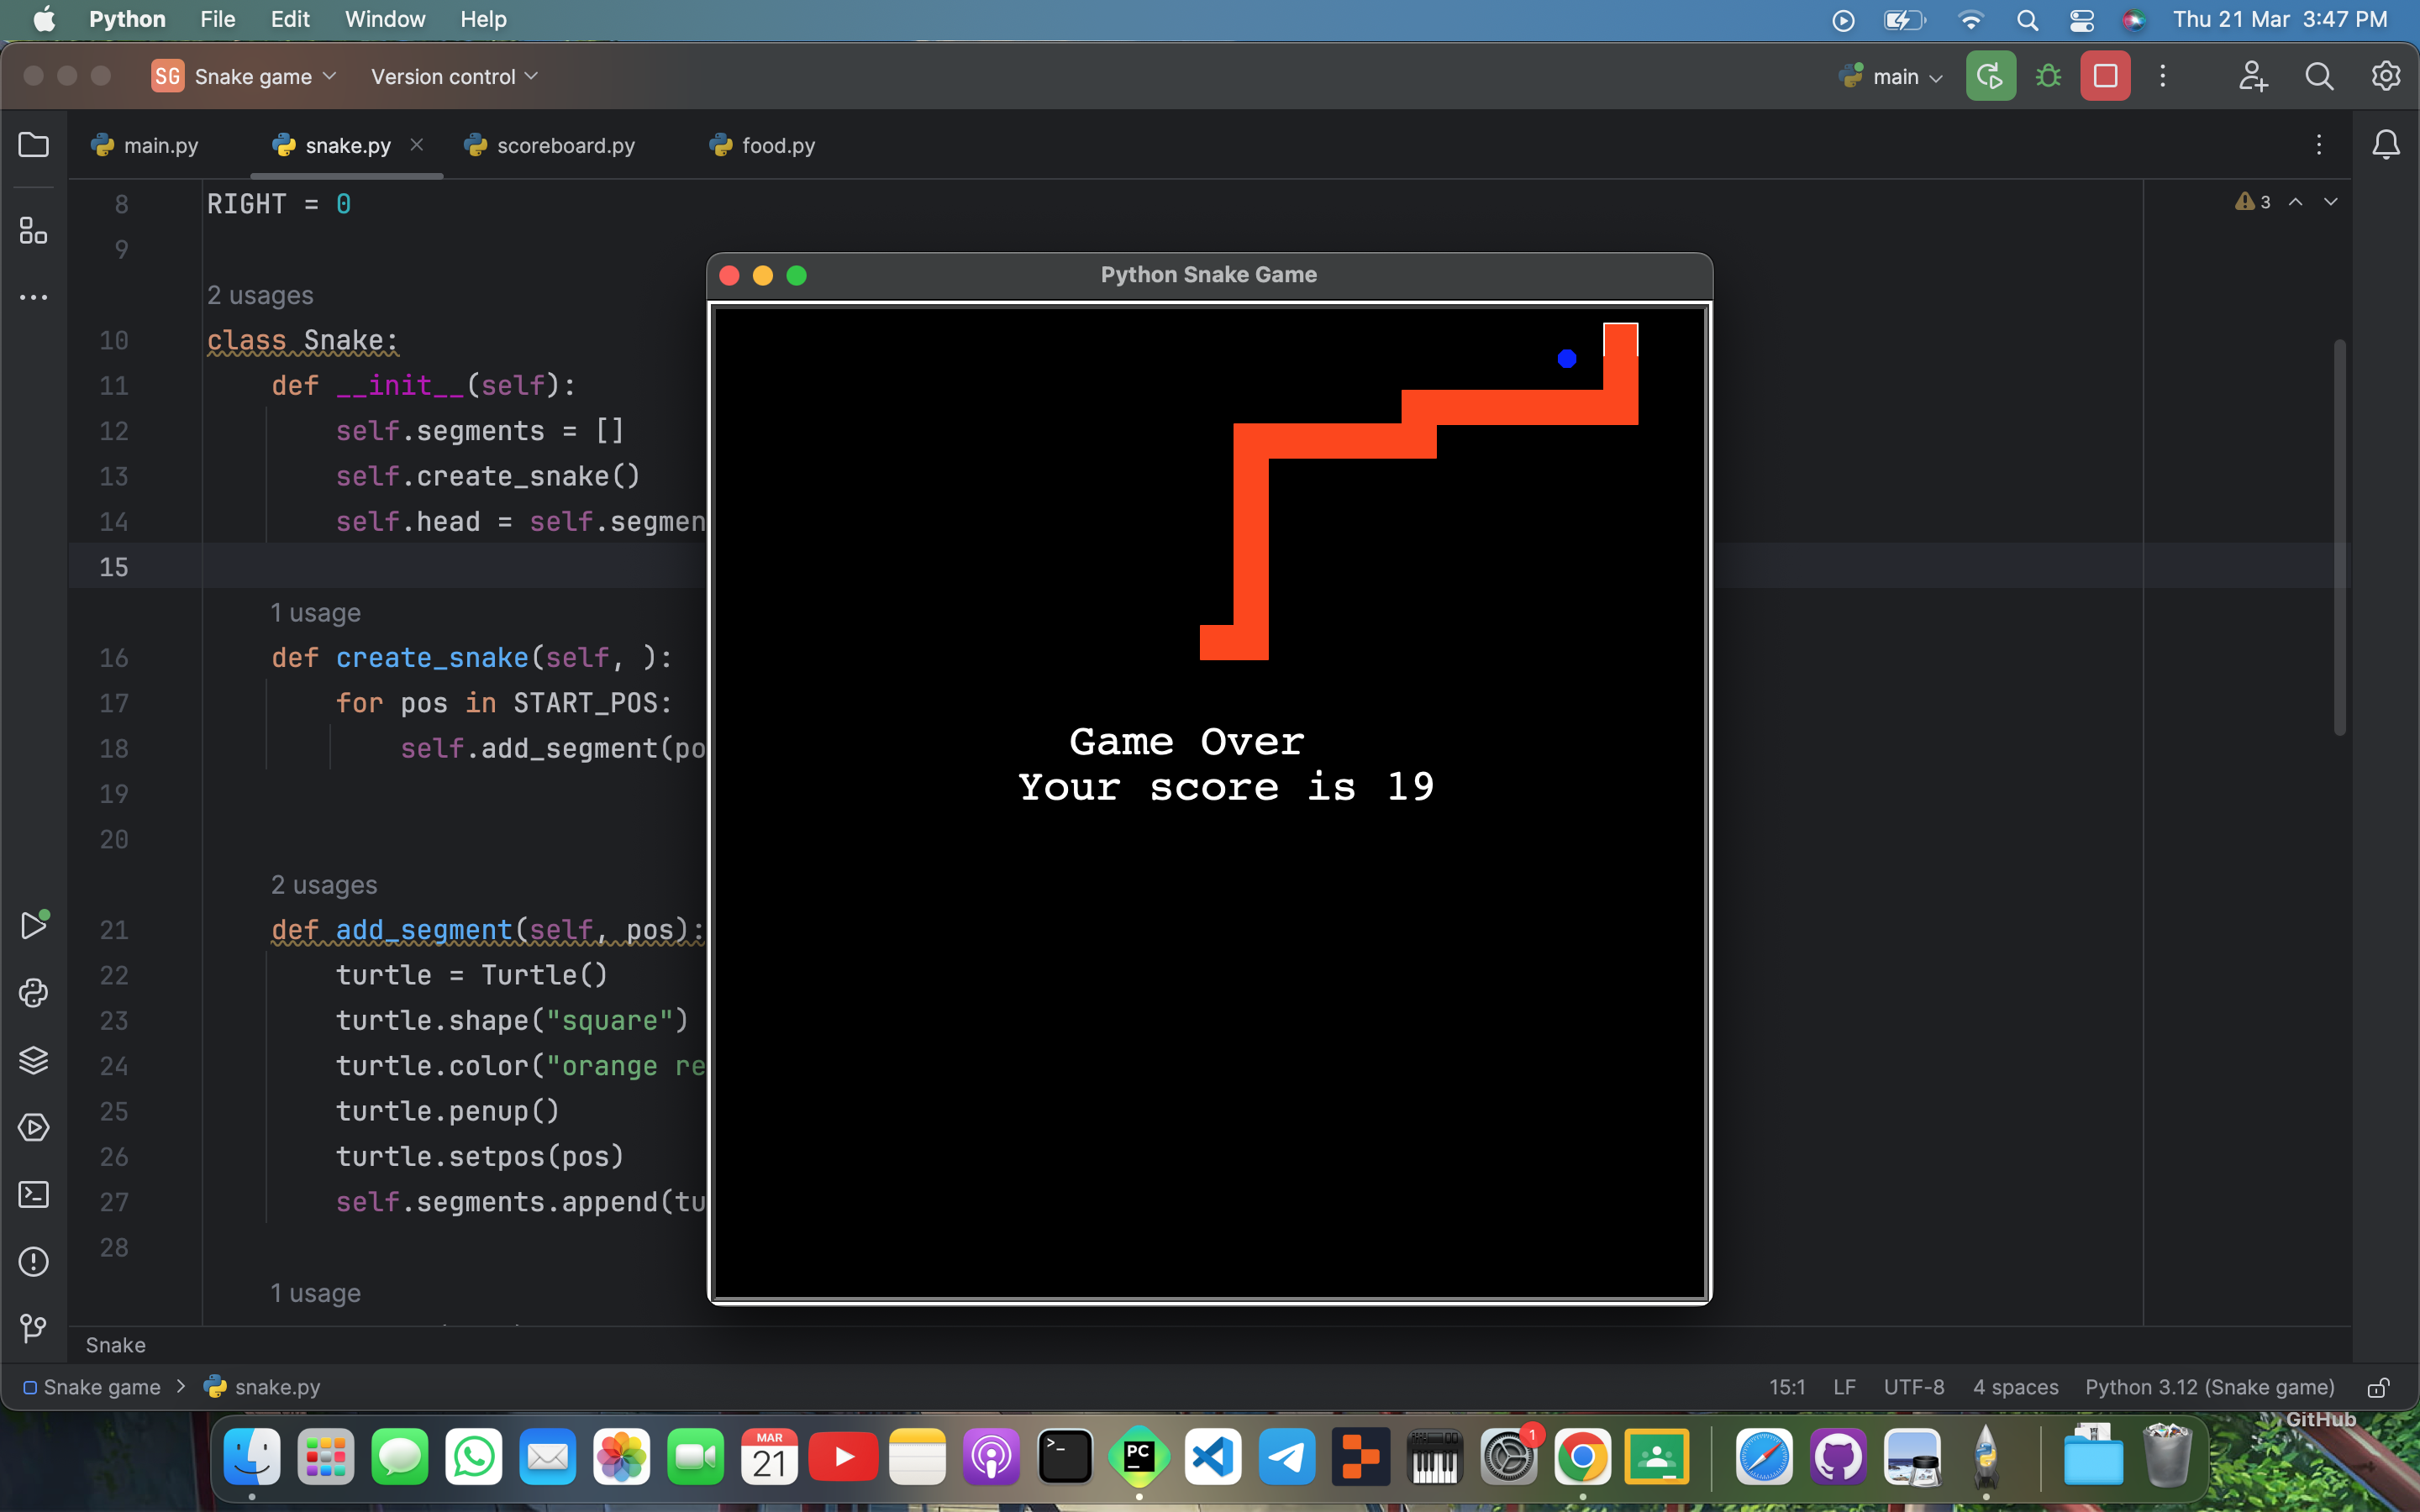 Python File Edit Window Help Thu 21 Mar 3:47 PM
SG Snake game Version control main
main.py snake.py scoreboard.py food.py
8 RIGHT = 0
3
9
2 usages
10 class Snake:
11 def __init__(self):
12 self.segments = []
13 self.create_snake()
14 self.head = self.segmen
15
1 usage
16 def create_snake(self, ):
17 for pos in START_POS:
18 self.add_segment(po
19
20
2 usages
21 def add_segment(self, pos):
22 turtle = Turtle()
23 turtle.shape("square")
24 turtle.color("orange re
25 turtle.penup()
26 turtle.setpos(pos)
27 self.segments.append(tu
28
1 usage
Python Snake Game
Game Over
Your score is 19
Snake
Snake game > snake.py 15:1 LF UTF-8 4 spaces Python 3.12 (Snake game)
GitHub
MAR
21
PC
1